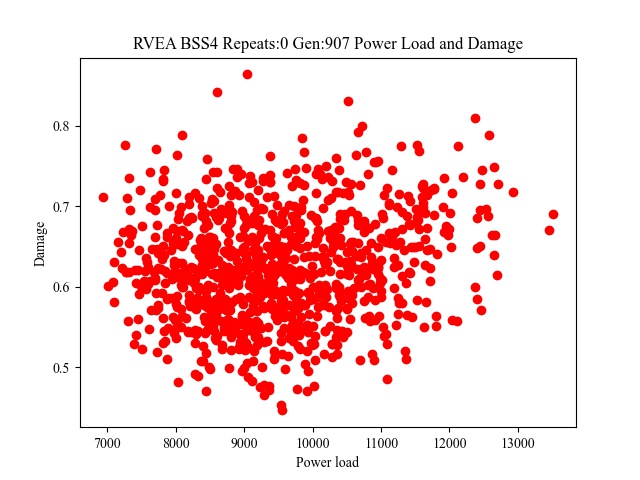 RVEA BSS4 Repeats:0 Gen:907 Power Load and Damage
Damage
0.8
0.7
0.6
0.5
7000 8000 9000 10000 11000 12000 13000
Power load